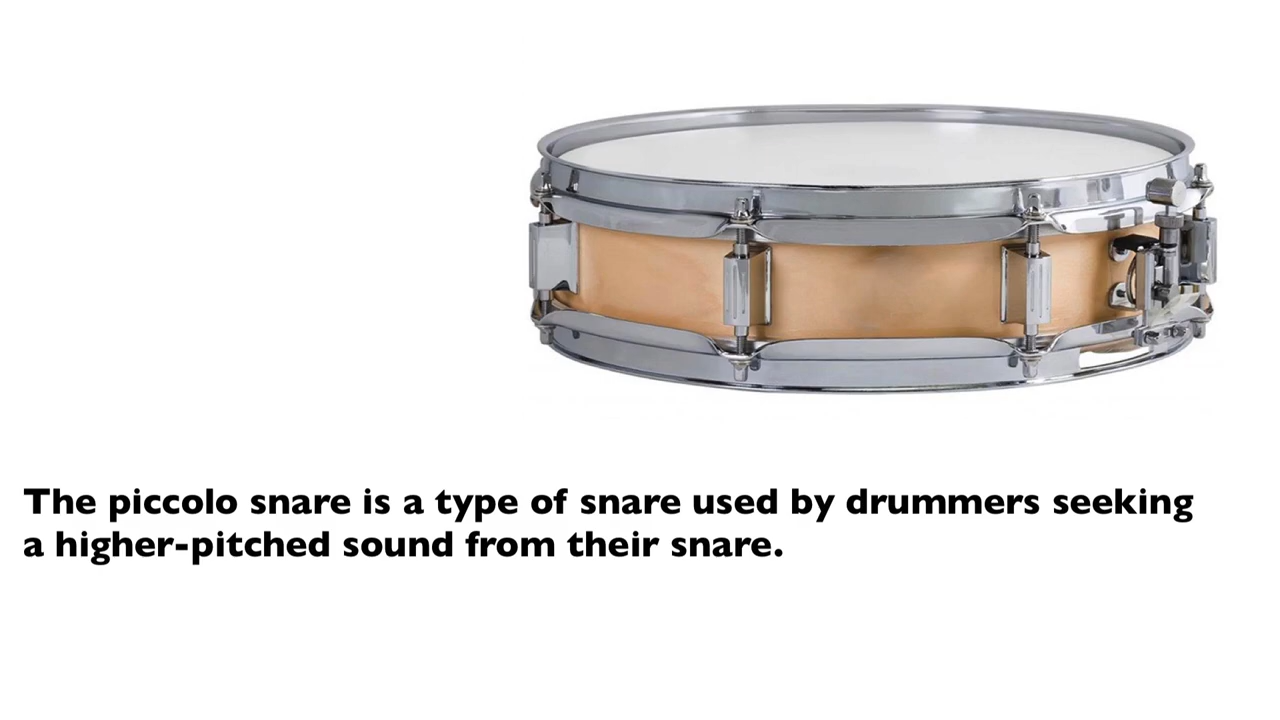 The piccolo snare is a type of snare used by drummers seeking
a higher-pitched sound from their snare.